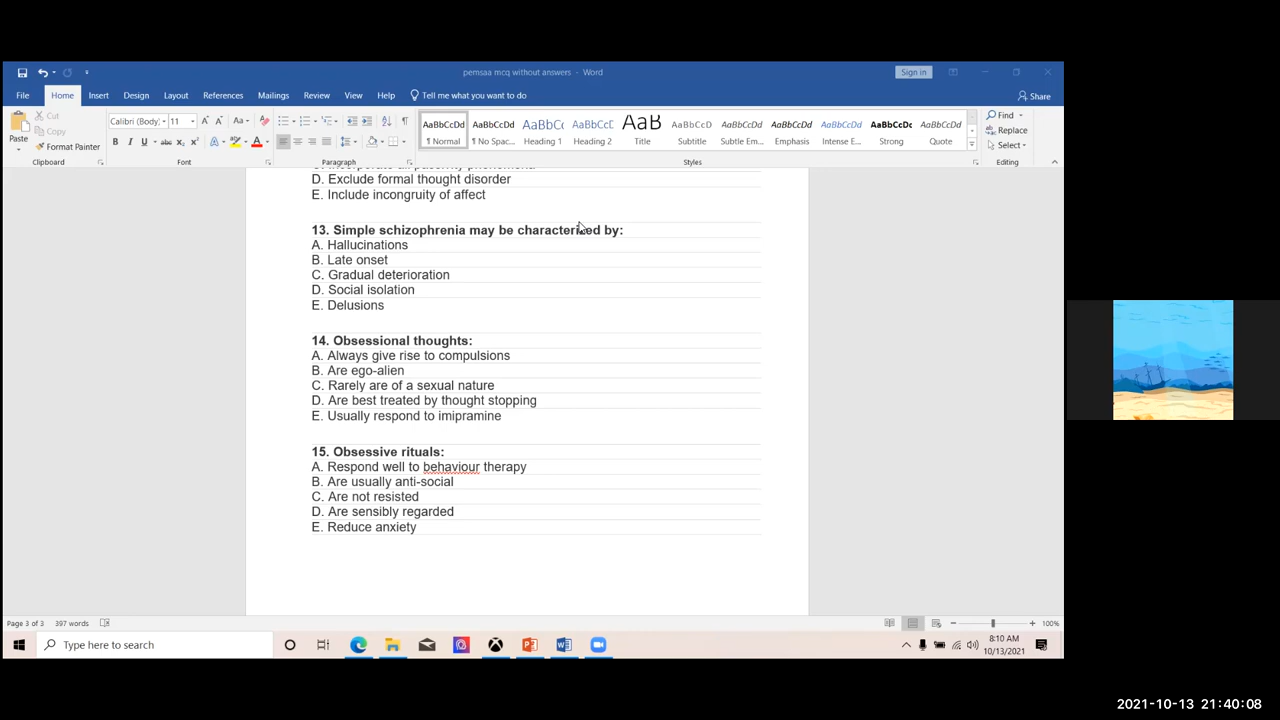 pemsaa mcq without answers - Word
Sign in
File Home Insert Design Layout References Mailings Review View Help Tell me what you want to do
Share
Paste
Cut
Copy
Format Painter
Clipboard
Calibri (Body) 11
Font
Paragraph
AaBbCcDd AaBbCcDd AaBbCc AaBbCcC AaB AaBbCcD AaBbCcDd AaBbCcDd AaBbCcDd AaBbCcDc AaBbCcDd
¶ Normal ¶ No Spac... Heading 1 Heading 2 Title Subtitle Subtle Em... Emphasis Intense E... Strong Quote
Styles
Find
Replace
Select
Editing
D. Exclude formal thought disorder
E. Include incongruity of affect
13. Simple schizophrenia may be characterized by:
A. Hallucinations
B. Late onset
C. Gradual deterioration
D. Social isolation
E. Delusions
14. Obsessional thoughts:
A. Always give rise to compulsions
B. Are ego-alien
C. Rarely are of a sexual nature
D. Are best treated by thought stopping
E. Usually respond to imipramine
15. Obsessive rituals:
A. Respond well to behaviour therapy
B. Are usually anti-social
C. Are not resisted
D. Are sensibly regarded
E. Reduce anxiety
Page 3 of 3 397 words
100%
Type here to search
8:10 AM
10/13/2021
2021-10-13 21:40:08